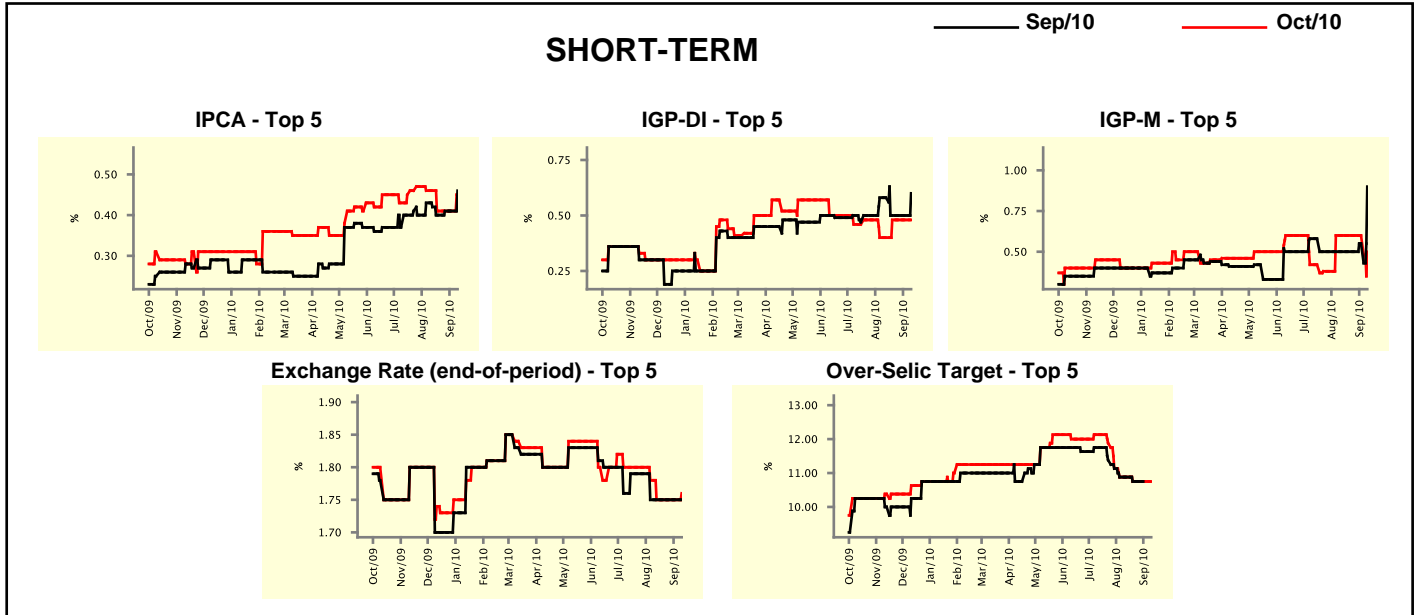 Sep/10 Oct/10
SHORT-TERM
IPCA - Top 5
0.50
0.40
0.30
%
Oct/09 Nov/09 Dec/09 Jan/10 Feb/10 Mar/10 Apr/10 May/10 Jun/10 Jul/10 Aug/10 Sep/10
IGP-DI - Top 5
0.75
0.50
0.25
%
Oct/09 Nov/09 Dec/09 Jan/10 Feb/10 Mar/10 Apr/10 May/10 Jun/10 Jul/10 Aug/10 Sep/10
IGP-M - Top 5
1.00
0.75
0.50
%
Oct/09 Nov/09 Dec/09 Jan/10 Feb/10 Mar/10 Apr/10 May/10 Jun/10 Jul/10 Aug/10 Sep/10
Exchange Rate (end-of-period) - Top 5
1.90
1.85
1.80
1.75
1.70
%
Oct/09 Nov/09 Dec/09 Jan/10 Feb/10 Mar/10 Apr/10 May/10 Jun/10 Jul/10 Aug/10 Sep/10
Over-Selic Target - Top 5
13.00
12.00
11.00
10.00
%
Oct/09 Nov/09 Dec/09 Jan/10 Feb/10 Mar/10 Apr/10 May/10 Jun/10 Jul/10 Aug/10 Sep/10